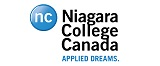 nc
Niagara
College
Canada
APPLIED DREAMS.